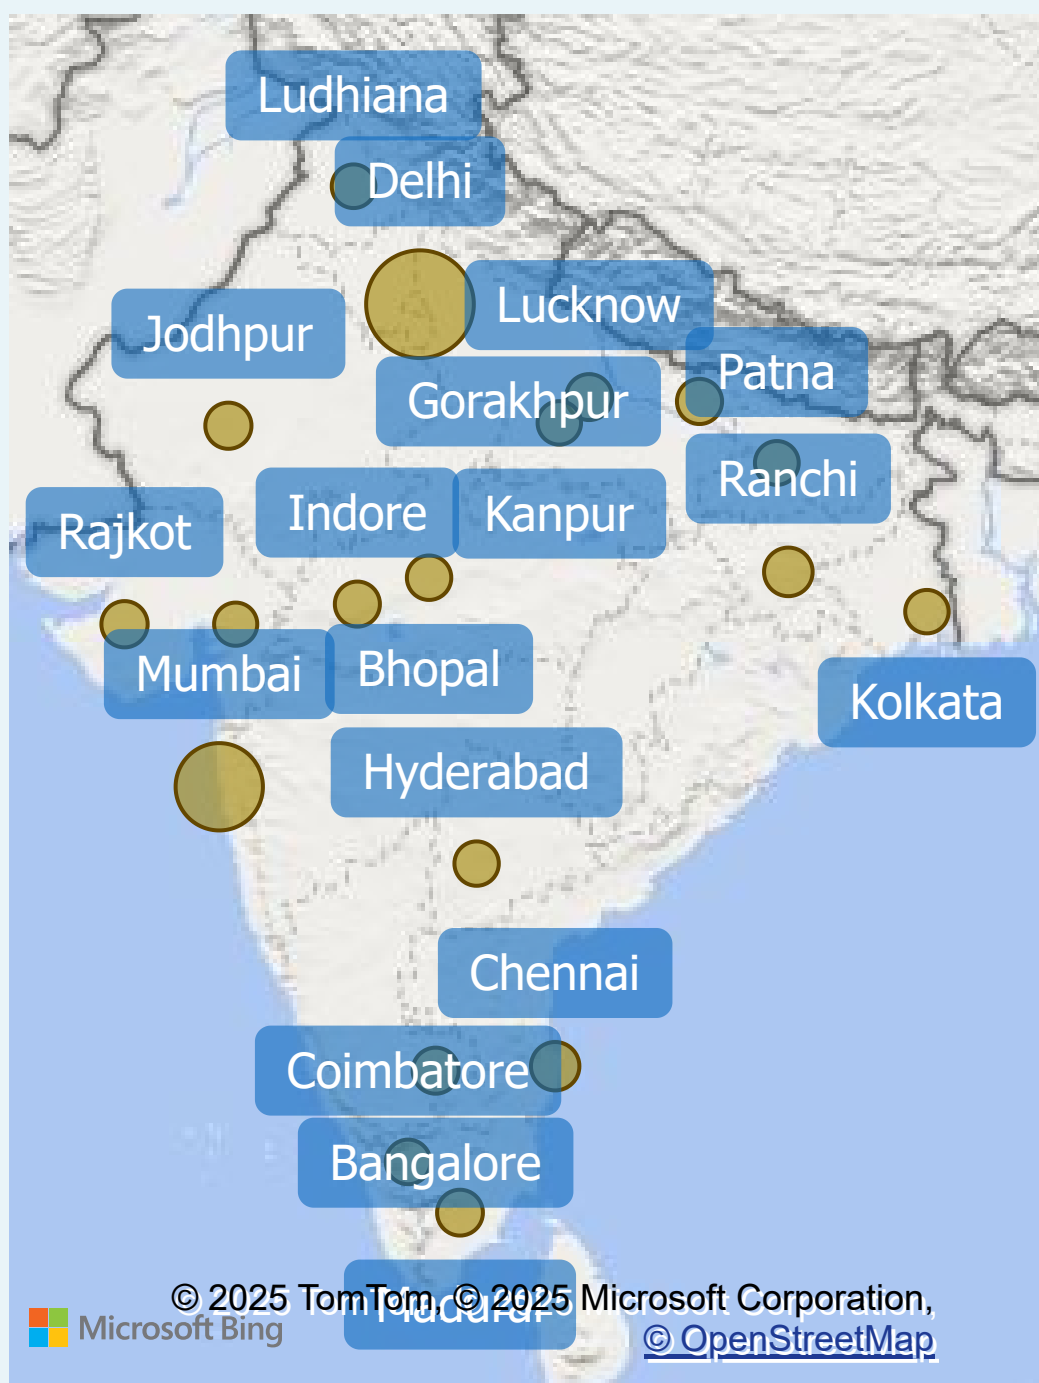 Ludhiana
Delhi
Lucknow
Jodhpur
Patna
Gorakhpur
Ranchi
Indore
Kanpur
Rajkot
Mumbai
Bhopal
Kolkata
Hyderabad
Chennai
Coimbatore
Bangalore
Madurai
© 2025 TomTom, © 2025 Microsoft Corporation,
© OpenStreetMap
Microsoft Bing